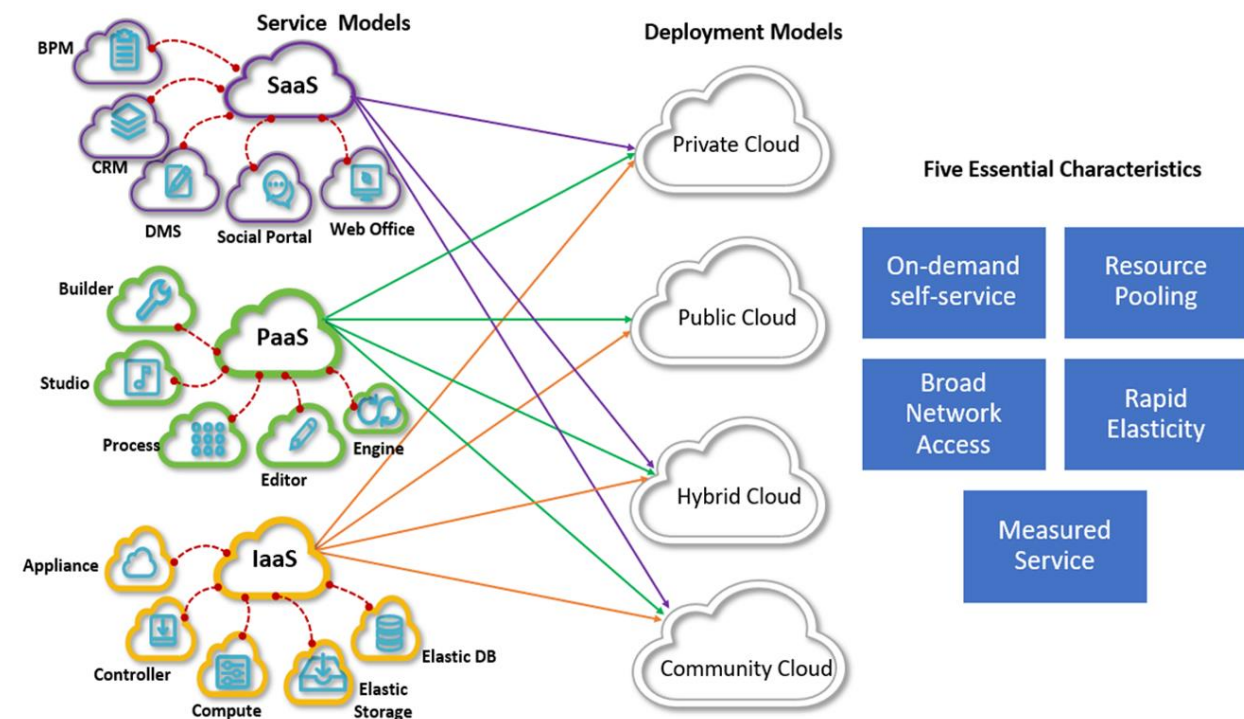 Service Models
BPM
SaaS
CRM
DMS
Social Portal
Web Office
Builder
PaaS
Studio
Process
Editor
Engine
IaaS
Appliance
Controller
Compute
Elastic
Storage
Elastic DB
Deployment Models
Private Cloud
Public Cloud
Hybrid Cloud
Community Cloud
Five Essential Characteristics
On-demand
self-service
Resource
Pooling
Broad
Network
Access
Rapid
Elasticity
Measured
Service